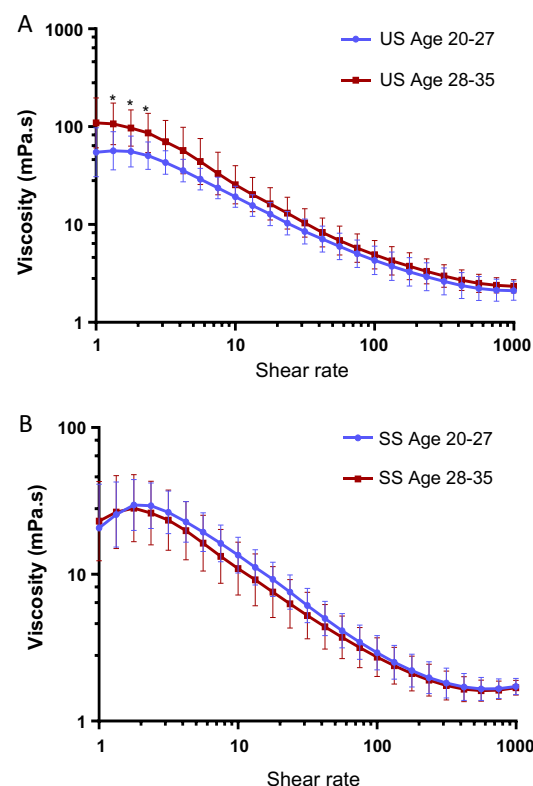 A
1000
US Age 20-27
US Age 28-35
* * *
100
Viscosity (mPa.s)
10
1
1 10 100 1000
Shear rate
B
100
SS Age 20-27
SS Age 28-35
Viscosity (mPa.s)
10
1
1 10 100 1000
Shear rate